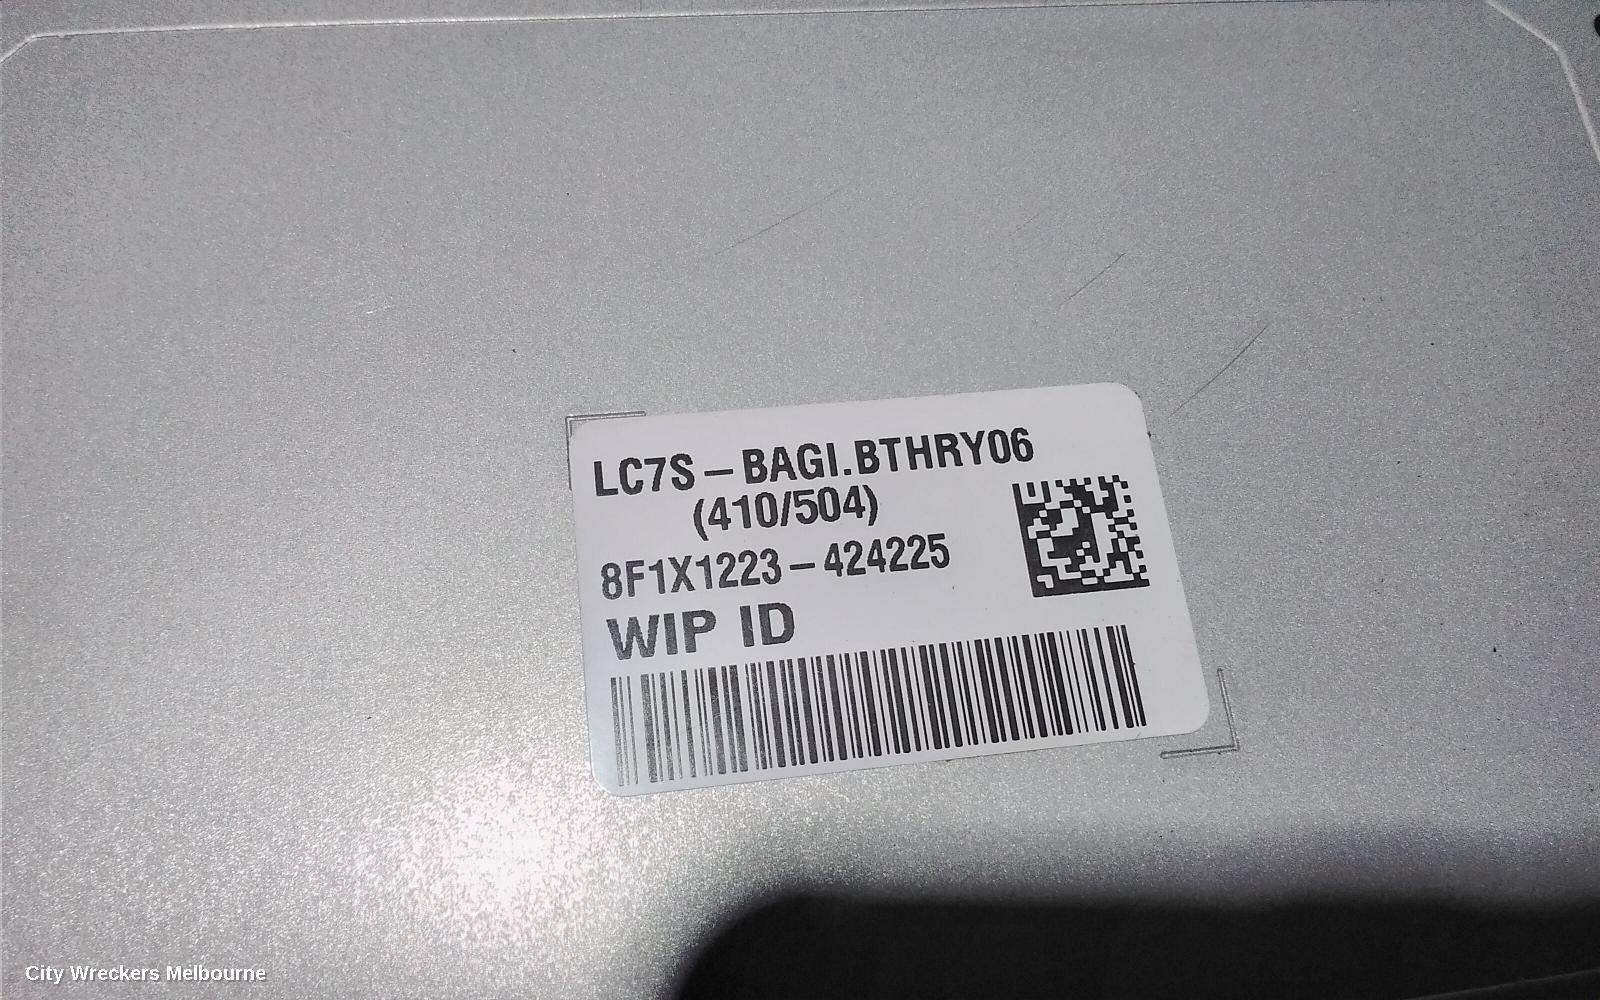 LC7S-BAGI.BTHRY06
(410/504)
8F1X1223-424225
WIP ID
City Wreckers Melbourne